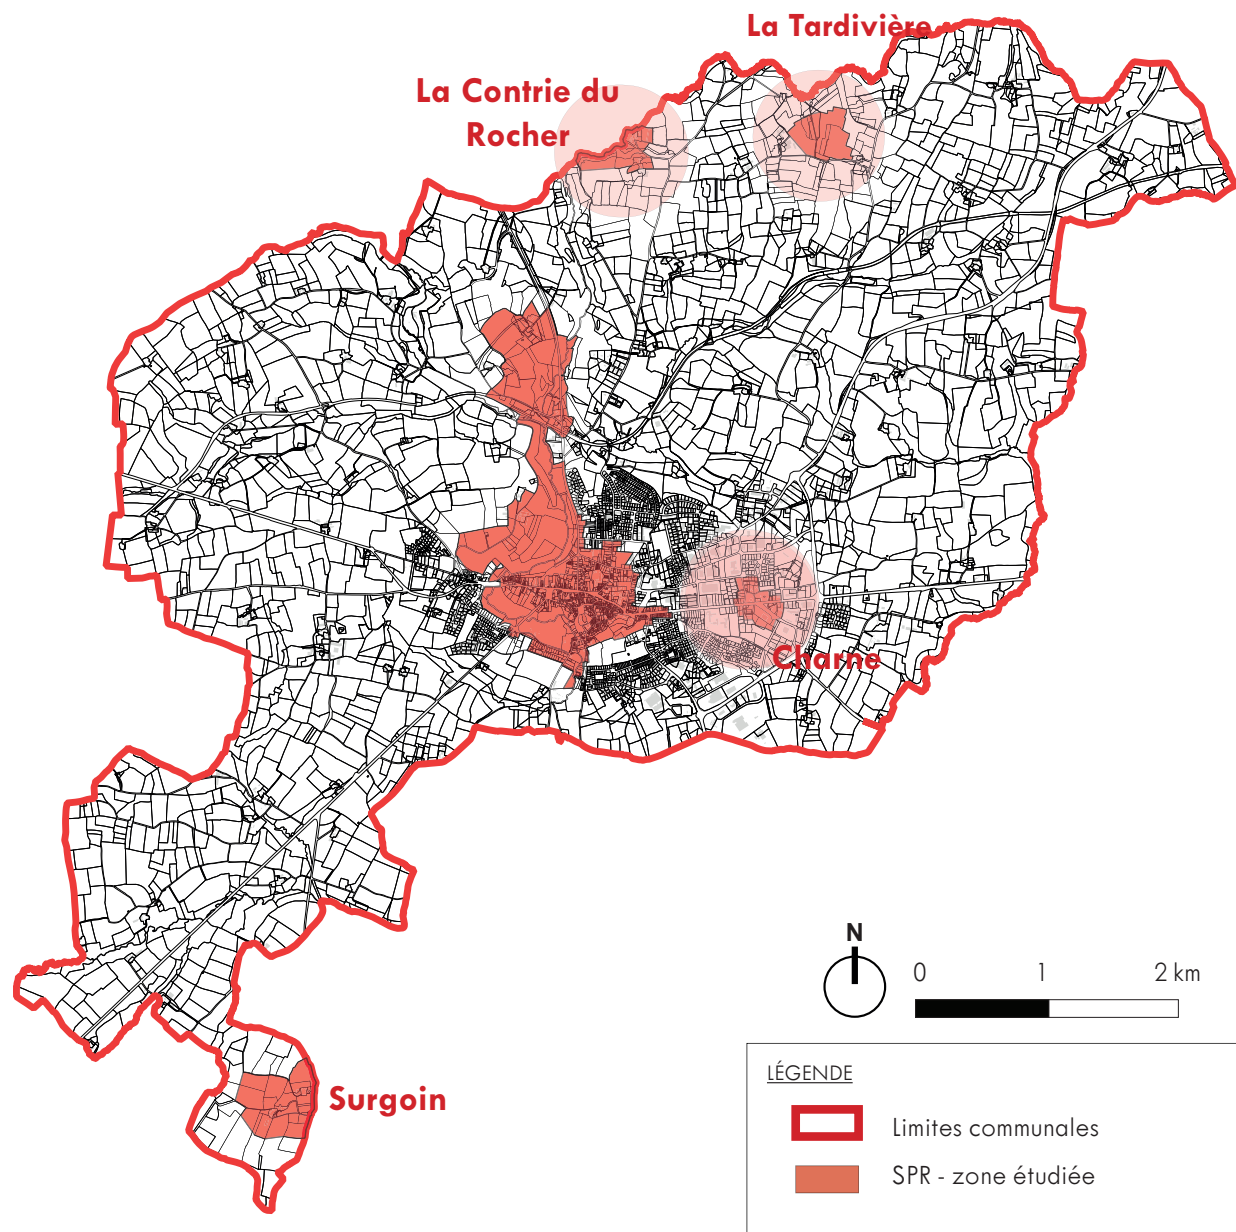 La Tardivière
La Contrie du
Rocher
Charne
Surgoin
N
0 1 2 km
LÉGENDE
Limites communales
SPR - zone étudiée